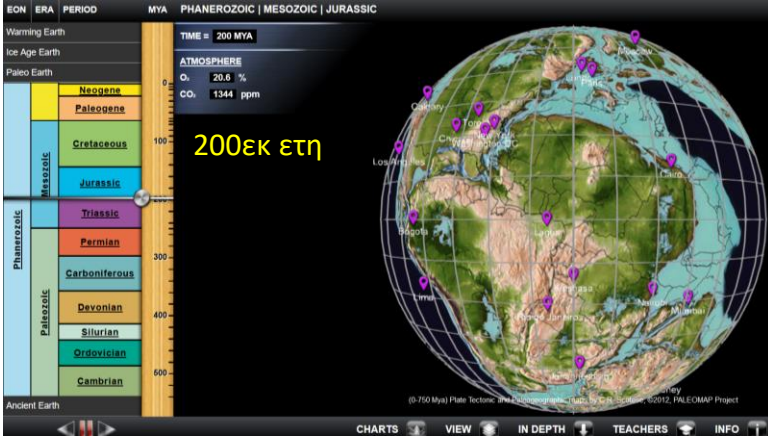 EON ERA PERIOD MYA PHANEROZOIC | MESOZOIC | JURASSIC
Warming Earth
Ice Age Earth
Paleo Earth
TIME = 200 MYA
ATMOSPHERE
O₂ 20.6 %
CO₂ 1344 ppm
200εκ ετη
Phanerozoic
Phanerozoic
Mesozoic
Paleozoic
Neogene
Paleogene
Cretaceous
Jurassic
Triassic
Permian
Carboniferous
Devonian
Silurian
Ordovician
Cambrian
Ancient Earth
0
100
300
400
500
Moscow
Paris
Calgary
Los Angeles
Cairo
Bogota
Lagos
Lima
Nairobi
Mumbai
(0-750 Mya) Plate Tectonic and Paleogeographic maps by C.R. Scotese, ©2012, PALEOMAP Project
CHARTS VIEW IN DEPTH TEACHERS INFO